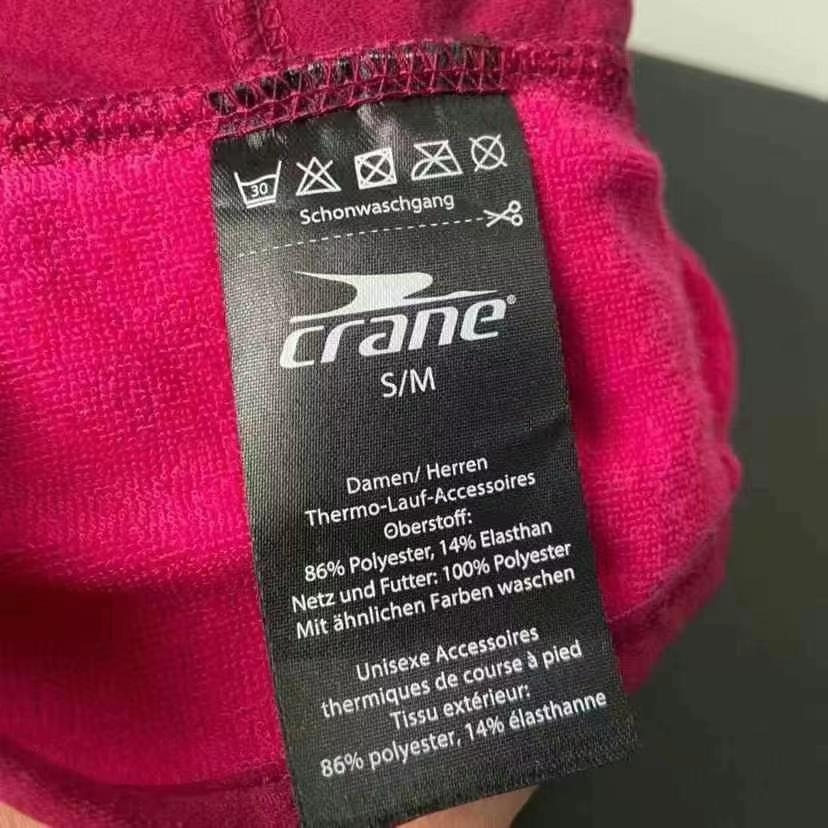 30
Schonwaschgang
crane®
S/M
Damen/ Herren
Thermo-Lauf-Accessoires
Oberstoff:
86% Polyester, 14% Elasthan
Netz und Futter: 100% Polyester
Mit ähnlichen Farben waschen
Unisexe Accessoires
thermiques de course à pied
Tissu extérieur:
86% polyester, 14% élasthanne